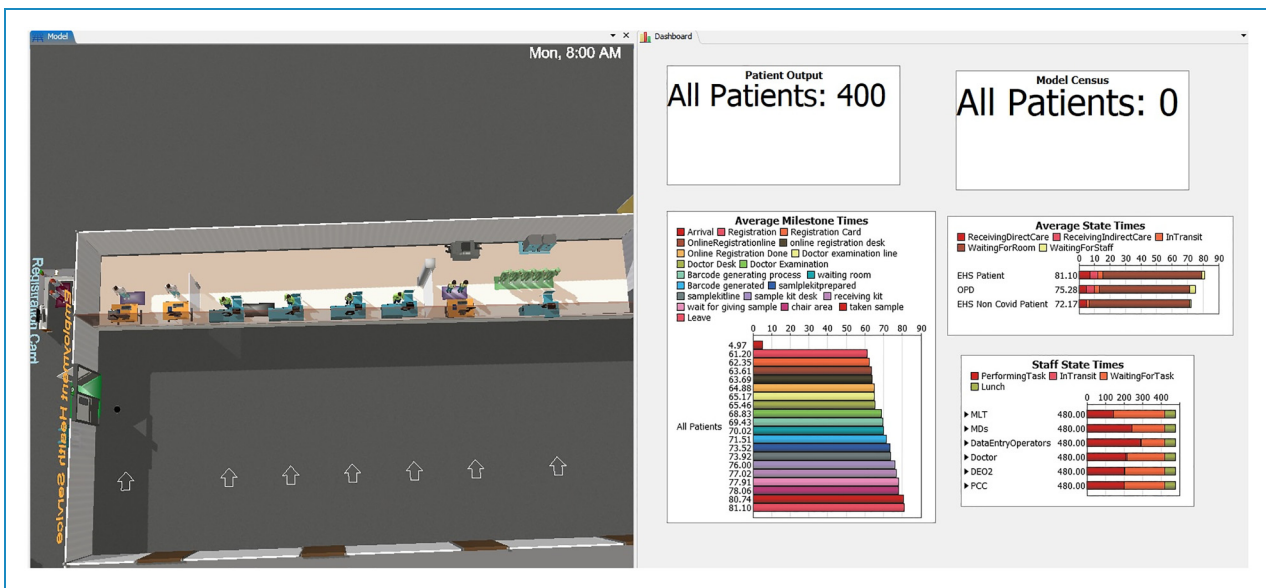 Model
Mon, 8:00 AM
Registration Card
Employment Health Service
Dashboard
Patient Output
All Patients: 400
Model Census
All Patients: 0
Average Milestone Times
Arrival Registration Registration Card
OnlineRegistrationline online registration desk
Online Registration Done Doctor examination line
Doctor Desk Doctor Examination
Barcode generating process waiting room
Barcode generated samplekitprepared
samplekitline sample kit desk receiving kit
wait for giving sample chair area taken sample
Leave
0 10 20 30 40 50 60 70 80 90
All Patients
4.97
61.20
62.35
63.61
63.69
64.88
65.17
65.46
68.83
69.43
70.02
71.51
73.52
73.92
76.00
77.02
77.91
78.06
80.74
81.10
Average State Times
ReceivingDirectCare ReceivingIndirectCare InTransit
WaitingForRoom WaitingForStaff
0 10 20 30 40 50 60 70 80 90
EHS Patient 81.10
OPD 75.28
EHS Non Covid Patient 72.17
Staff State Times
PerformingTask InTransit WaitingForTask
Lunch
0 100 200 300 400
MLT 480.00
MDs 480.00
DataEntryOperators 480.00
Doctor 480.00
DEO2 480.00
PCC 480.00